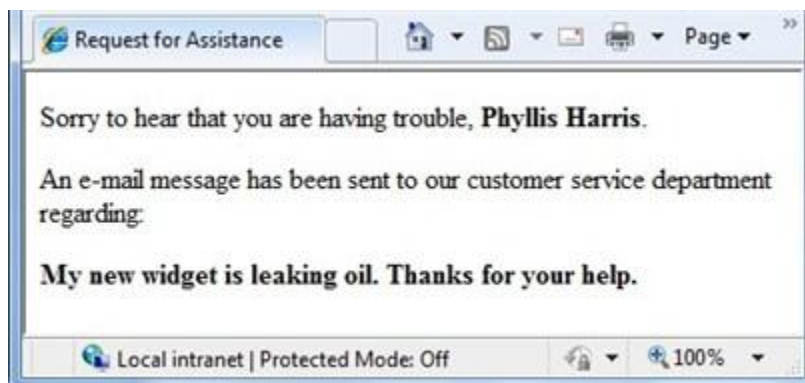 Request for Assistance
Page
Sorry to hear that you are having trouble, Phyllis Harris.
An e-mail message has been sent to our customer service department
regarding:
My new widget is leaking oil. Thanks for your help.
Local intranet | Protected Mode: Off
100%